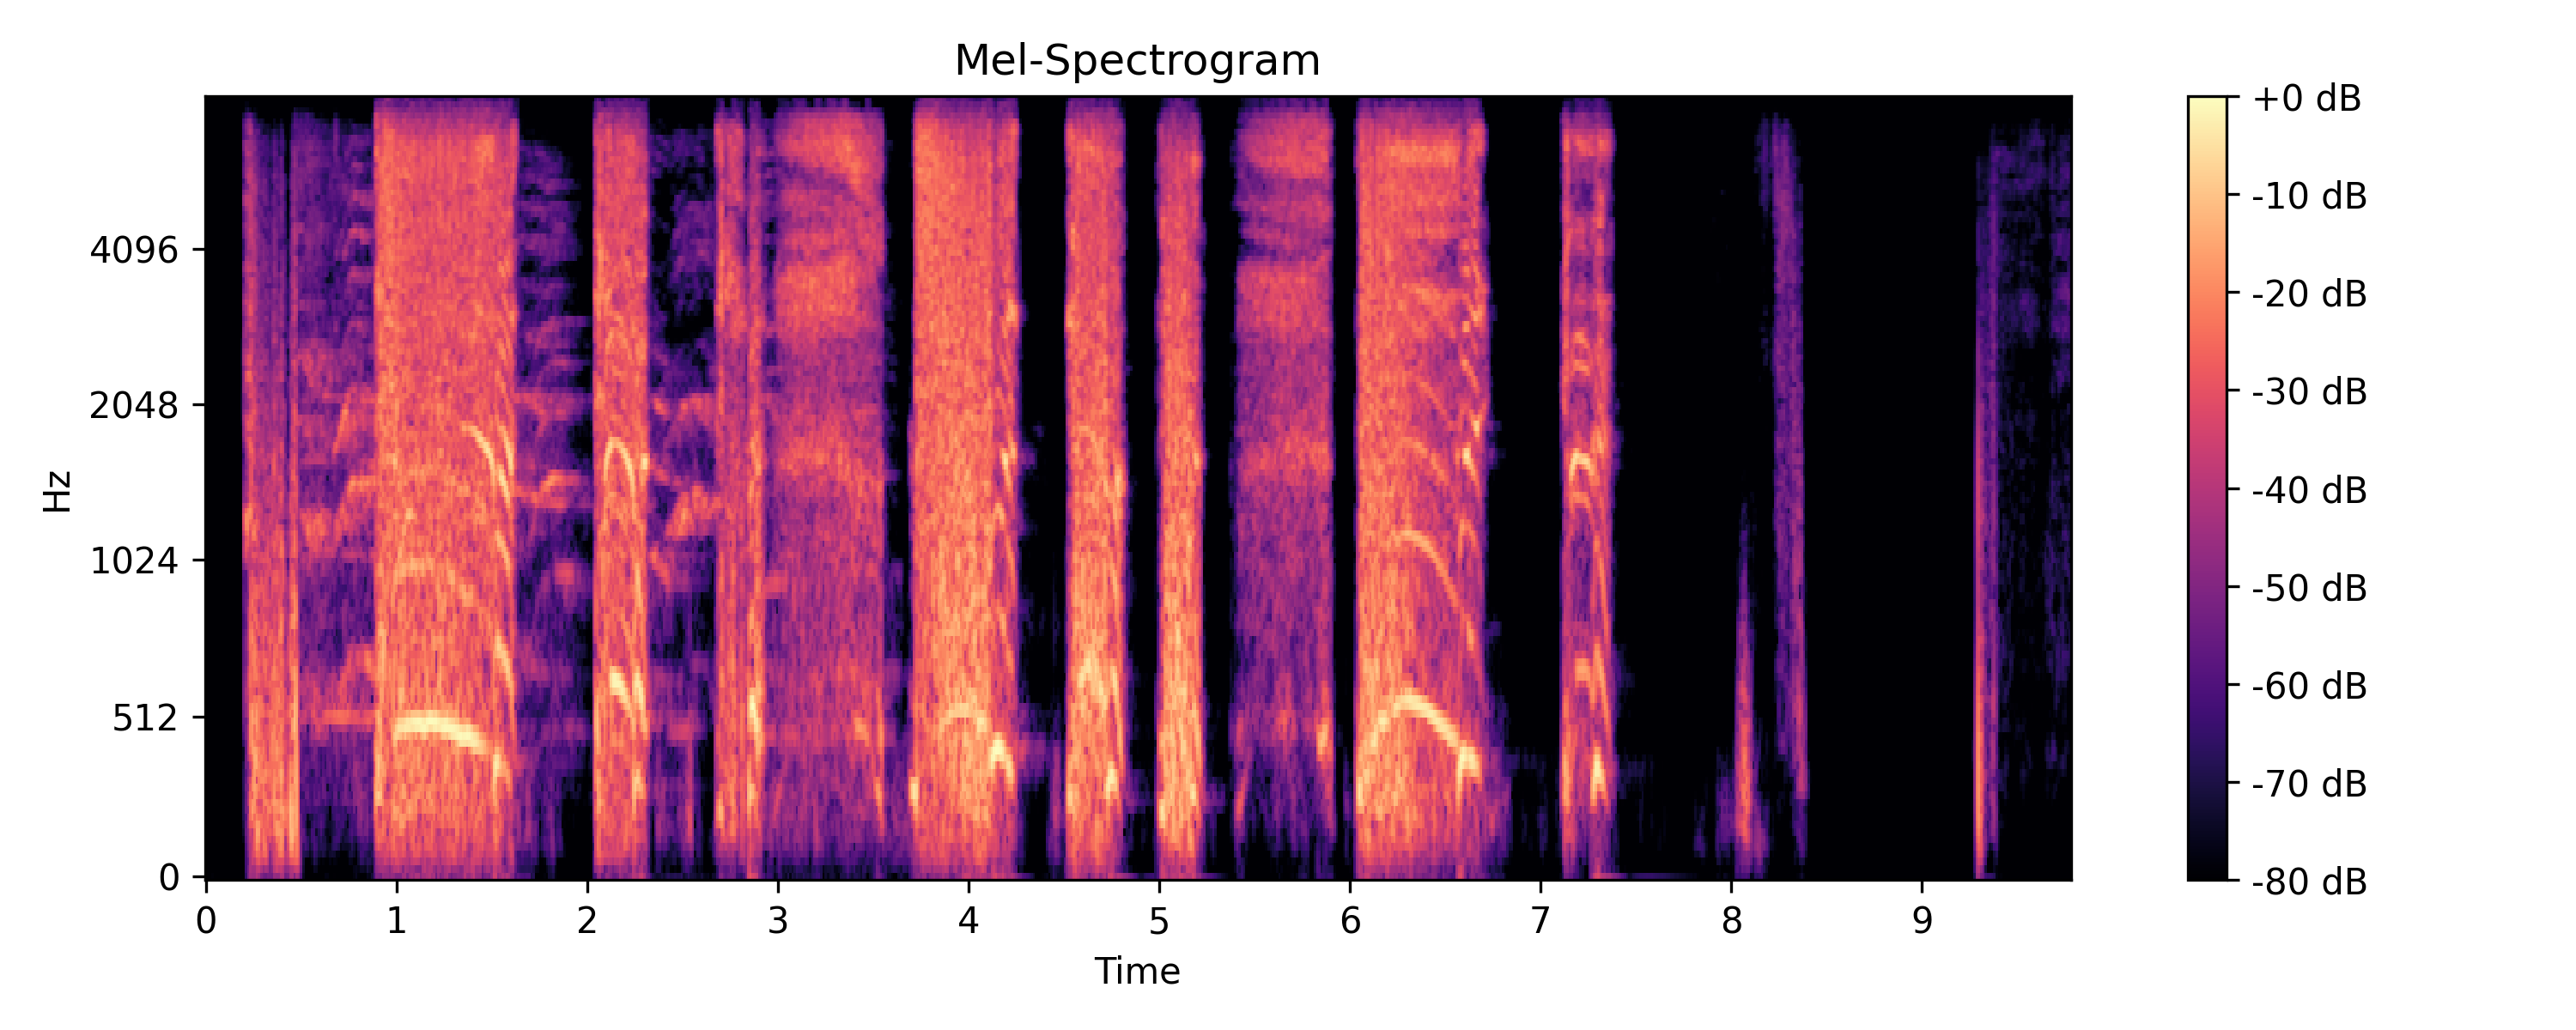 Mel-Spectrogram
+0 dB
-10 dB
-20 dB
-30 dB
-40 dB
-50 dB
-60 dB
-70 dB
-80 dB
Hz
4096
2048
1024
512
0
0 1 2 3 4 5 6 7 8 9
Time